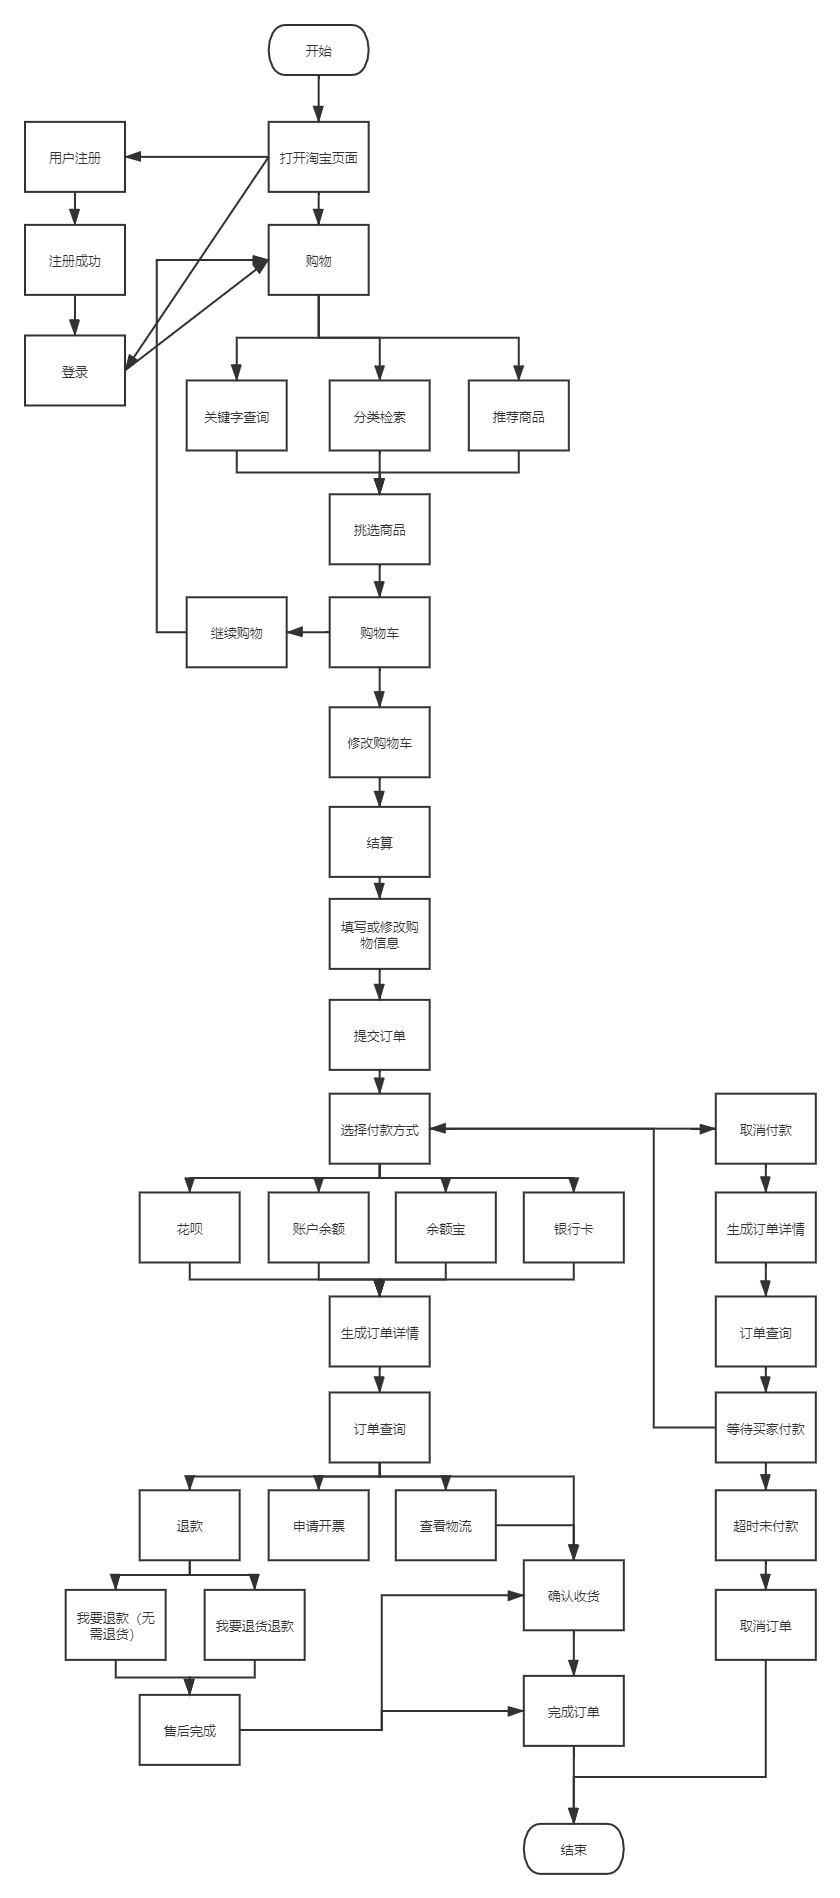 开始
用户注册
打开淘宝页面
注册成功
购物
登录
关键字查询
分类检索
推荐商品
挑选商品
继续购物
购物车
修改购物车
结算
填写或修改购
物信息
提交订单
选择付款方式
取消付款
花呗
账户余额
余额宝
银行卡
生成订单详情
生成订单详情
订单查询
订单查询
等待买家付款
退款
申请开票
查看物流
超时未付款
确认收货
我要退款（无
需退货）
我要退货退款
取消订单
售后完成
完成订单
结束